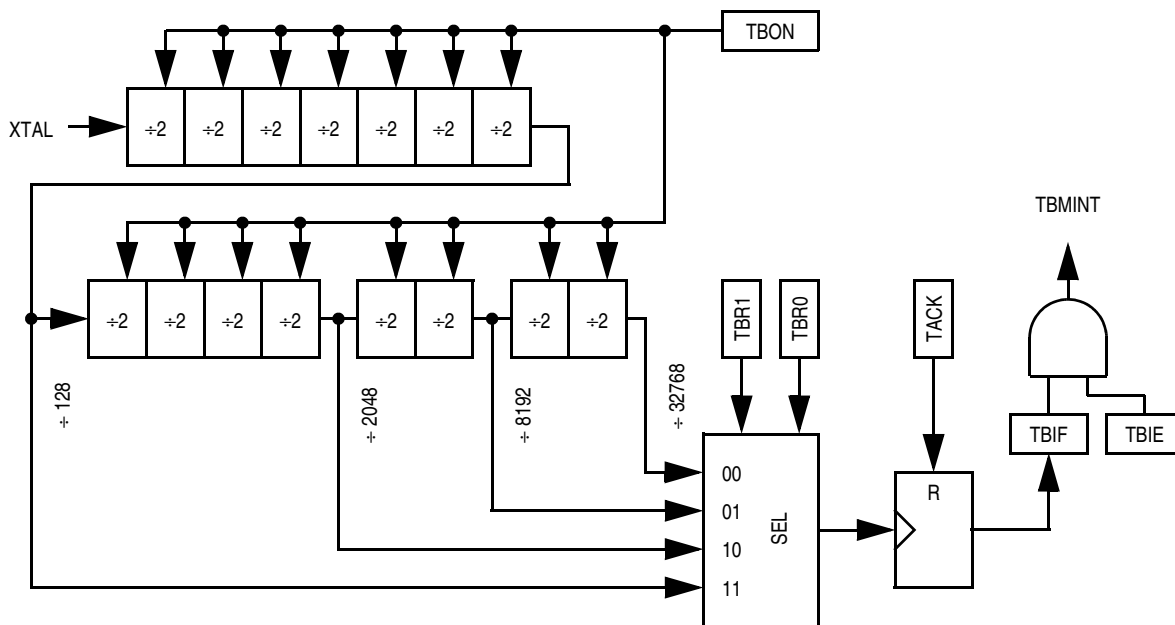 TBON
XTAL
÷2 ÷2 ÷2 ÷2 ÷2 ÷2 ÷2
TBMINT
÷2 ÷2 ÷2 ÷2 ÷2 ÷2 ÷2 ÷2
TBR1
TBR0
TACK
÷ 128
÷ 2048
÷ 8192
÷ 32768
TBIF
TBIE
00
01
10
11
SEL
R